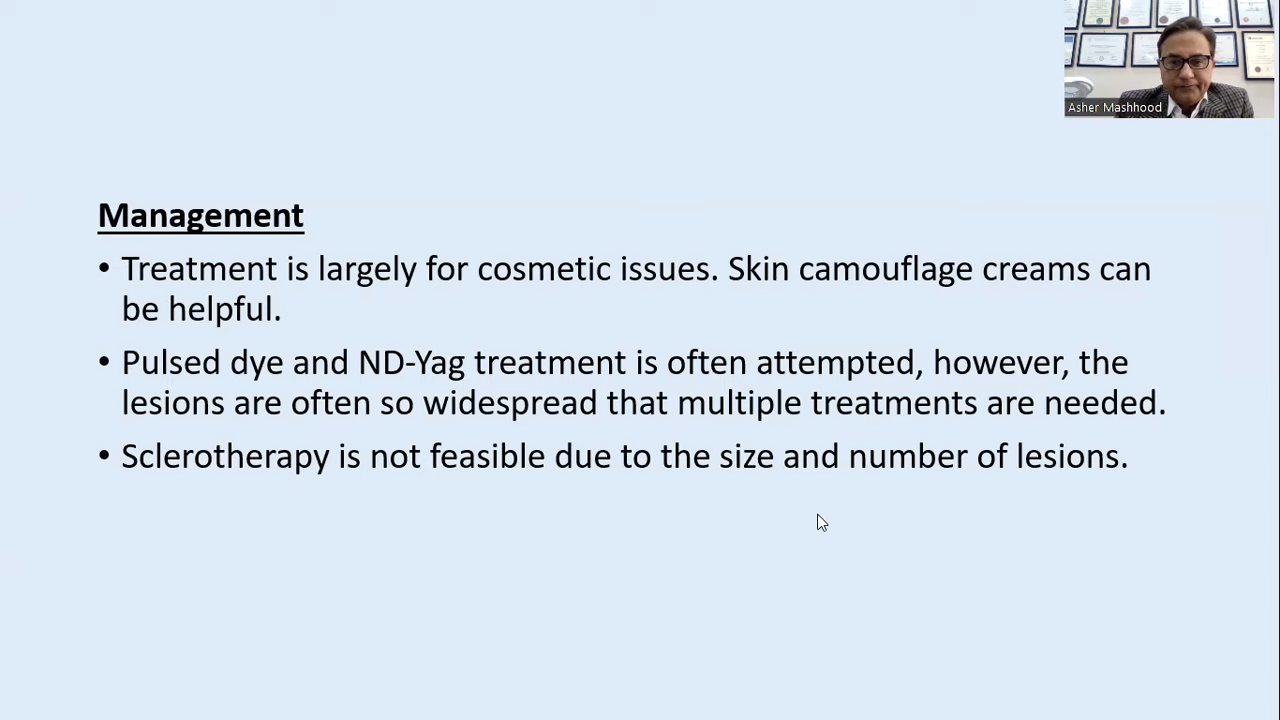 Asher Mashhood
Management
• Treatment is largely for cosmetic issues. Skin camouflage creams can
be helpful.
• Pulsed dye and ND-Yag treatment is often attempted, however, the
lesions are often so widespread that multiple treatments are needed.
• Sclerotherapy is not feasible due to the size and number of lesions.